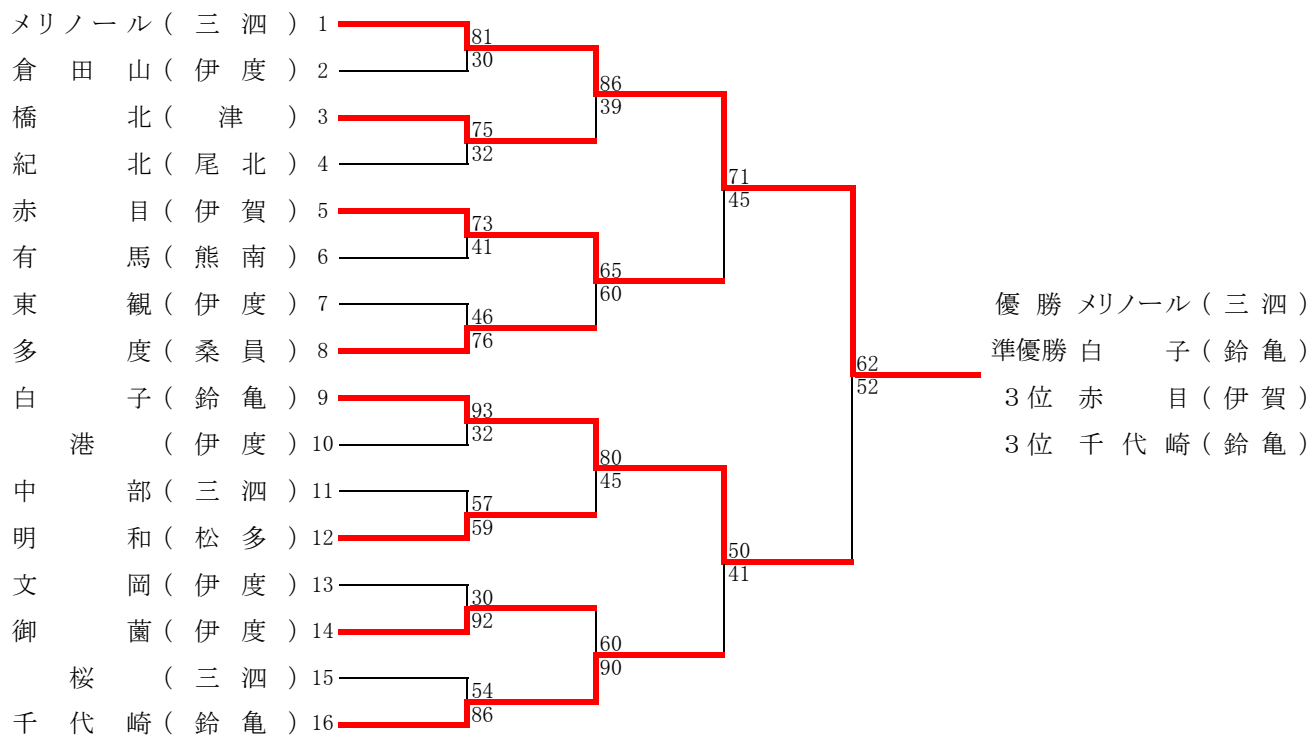 メリノール(三泗) 1
81
倉田山(伊度) 2
30
86
39
橋北(津) 3
75
紀北(尾北) 4
32
71
45
赤目(伊賀) 5
73
有馬(熊南) 6
41
65
60
東観(伊度) 7
46
多度(桑員) 8
76
62
52
白子(鈴亀) 9
93
港(伊度) 10
32
80
45
中部(三泗) 11
57
明和(松多) 12
59
50
41
文岡(伊度) 13
30
御薗(伊度) 14
92
60
90
桜(三泗) 15
54
千代崎(鈴亀) 16
86
優勝 メリノール(三泗)
準優勝 白子(鈴亀)
3位 赤目(伊賀)
3位 千代崎(鈴亀)